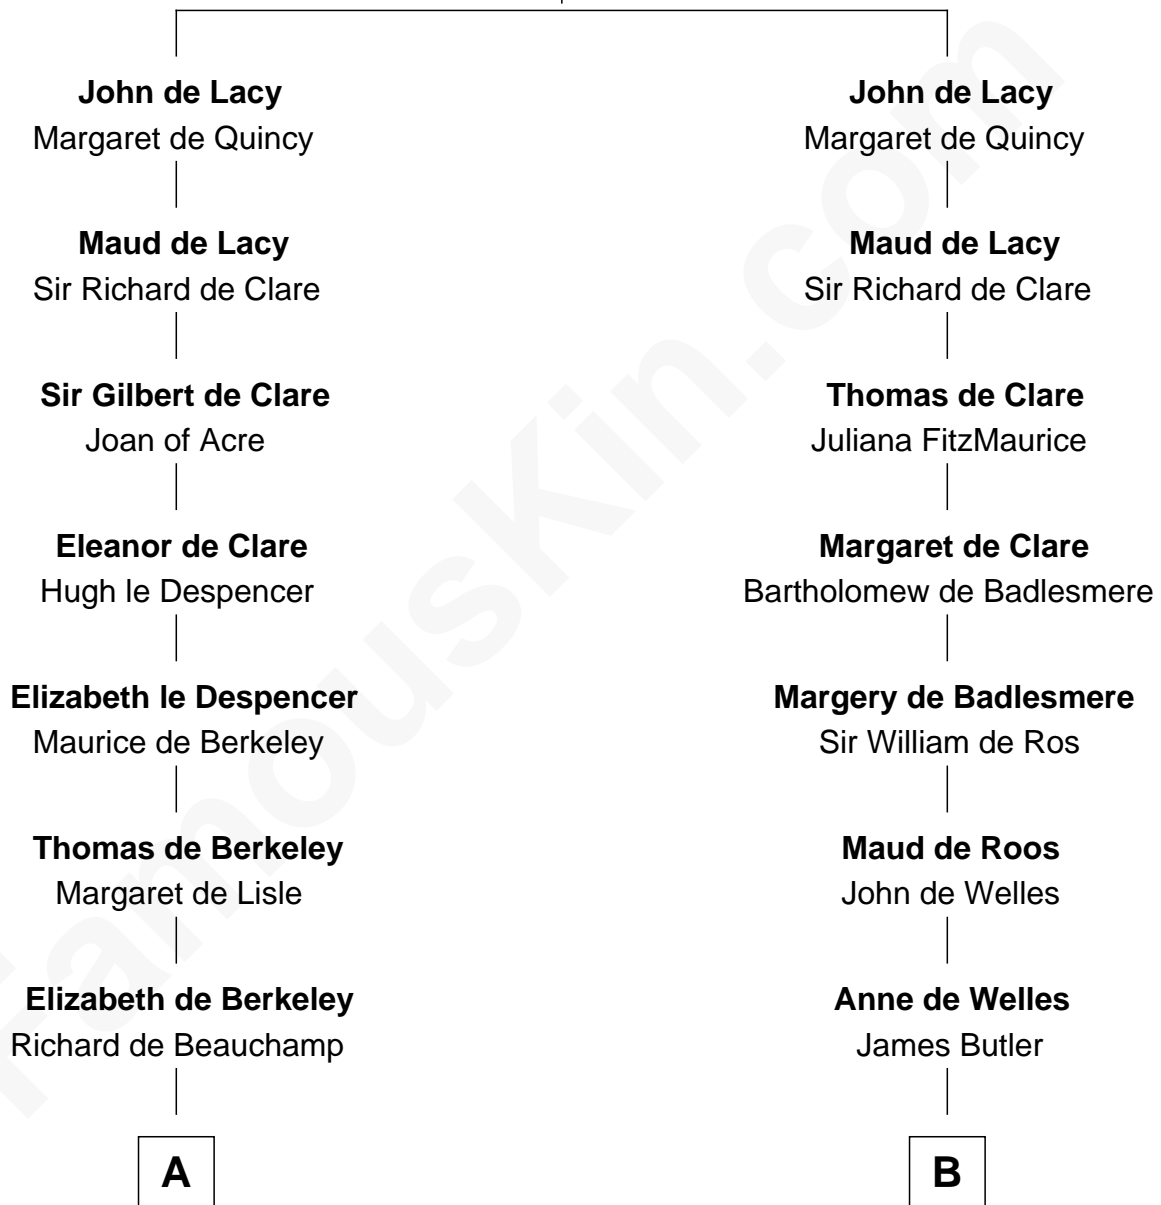 John de Lacy
Margaret de Quincy
Maud de Lacy
Sir Richard de Clare
Sir Gilbert de Clare
Joan of Acre
Eleanor de Clare
Hugh le Despencer
Elizabeth le Despencer
Maurice de Berkeley
Thomas de Berkeley
Margaret de Lisle
Elizabeth de Berkeley
Richard de Beauchamp
A
John de Lacy
Margaret de Quincy
Maud de Lacy
Sir Richard de Clare
Thomas de Clare
Juliana FitzMaurice
Margaret de Clare
Bartholomew de Badlesmere
Margery de Badlesmere
Sir William de Ros
Maud de Roos
John de Welles
Anne de Welles
James Butler
B
FamousKin.com